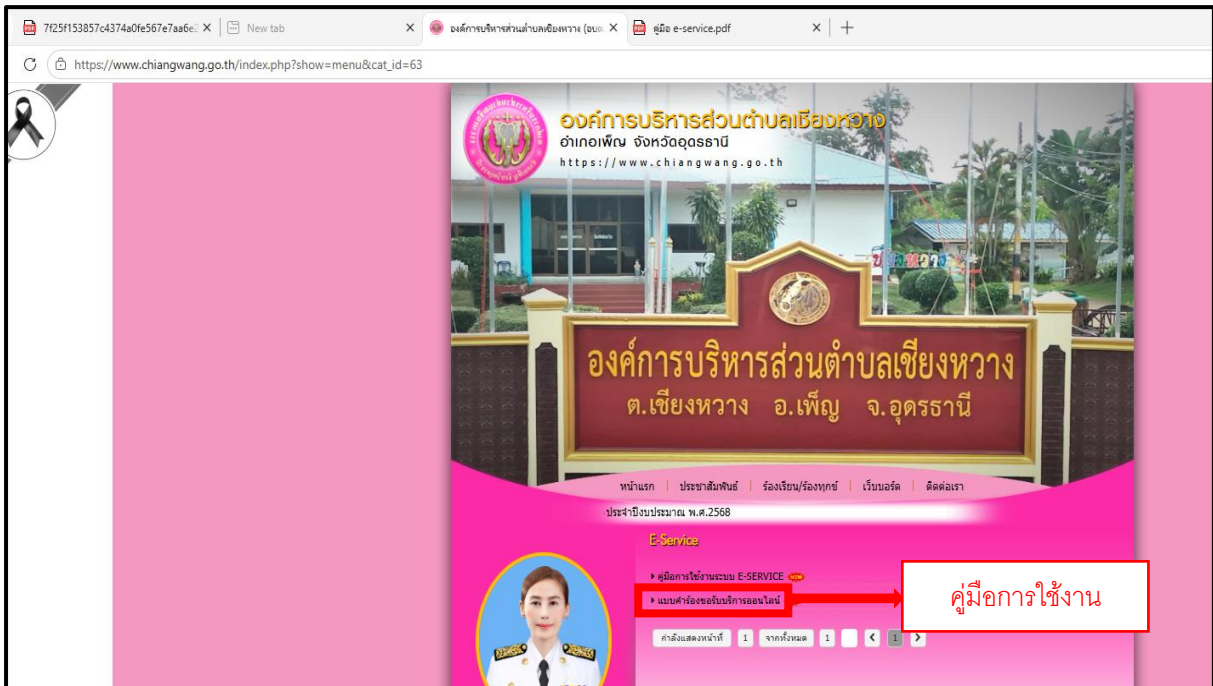 7f25f153857c4374a0fe567e7aa6e
New tab
องค์การบริหารส่วนตำบลเชียงหวาง (อบต.
คู่มือ e-service.pdf
https://www.chiangwang.go.th/index.php?show=menu&cat_id=63
องค์การบริหารส่วนตำบลเชียงหวาง
อำเภอเพ็ญ จังหวัดอุดรธานี
https://www.chiangwang.go.th
เชียงหวาง
องค์การบริหารส่วนตำบลเชียงหวาง
ต.เชียงหวาง อ.เพ็ญ จ.อุดรธานี
หน้าแรก | ประชาสัมพันธ์ | ร้องเรียน/ร้องทุกข์ | เว็บบอร์ด | ติดต่อเรา
ประจำปีงบประมาณ พ.ศ.2568
E-Service
คู่มือการใช้งานระบบ E-SERVICE NEW
แบบคำร้องขอรับบริการออนไลน์
คู่มือการใช้งาน
กำลังแสดงหน้าที่ 1 จากทั้งหมด 1 < 1 >